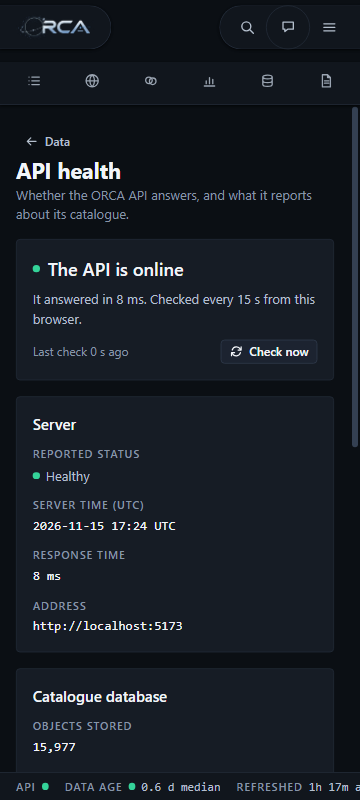 ORCA
Data
API health
Whether the ORCA API answers, and what it reports
about its catalogue.
The API is online
It answered in 8 ms. Checked every 15 s from this
browser.
Last check 0 s ago
Check now
Server
REPORTED STATUS
Healthy
SERVER TIME (UTC)
2026-11-15 17:24 UTC
RESPONSE TIME
8 ms
ADDRESS
http://localhost:5173
Catalogue database
OBJECTS STORED
15,977
API DATA AGE 0.6 d median REFRESHED 1h 17m a